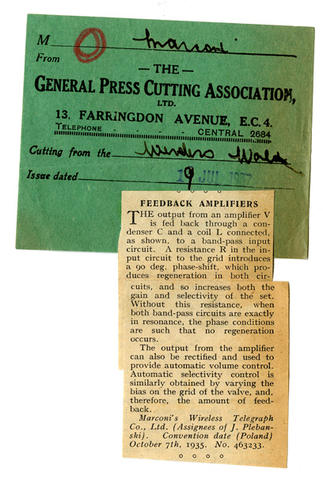 M Marconi
From
— THE —
GENERAL PRESS CUTTING ASSOCIATION,
LTD.
13, FARRINGDON AVENUE, E.C. 4.
TELEPHONE . . . . . CENTRAL 2684
Cutting from the Wireless World
Issue dated 9 JUL 1937
FEEDBACK AMPLIFIERS
THE output from an amplifier V
is fed back through a con-
denser C and a coil L connected,
as shown, to a band-pass input
circuit. A resistance R in the in-
put circuit to the grid introduces
a 90 deg. phase-shift, which pro-
duces regeneration in both cir-
cuits, and so increases both the
gain and selectivity of the set.
Without this resistance, when
both band-pass circuits are exactly
in resonance, the phase conditions
are such that no regeneration
occurs.
The output from the amplifier
can also be rectified and used to
provide automatic volume control.
Automatic selectivity control is
similarly obtained by varying the
bias on the grid of the valve, and,
therefore, the amount of feed-
back.
Marconi's Wireless Telegraph
Co., Ltd. (Assignees of J. Pleban-
ski). Convention date (Poland)
October 7th, 1935. No. 463233.